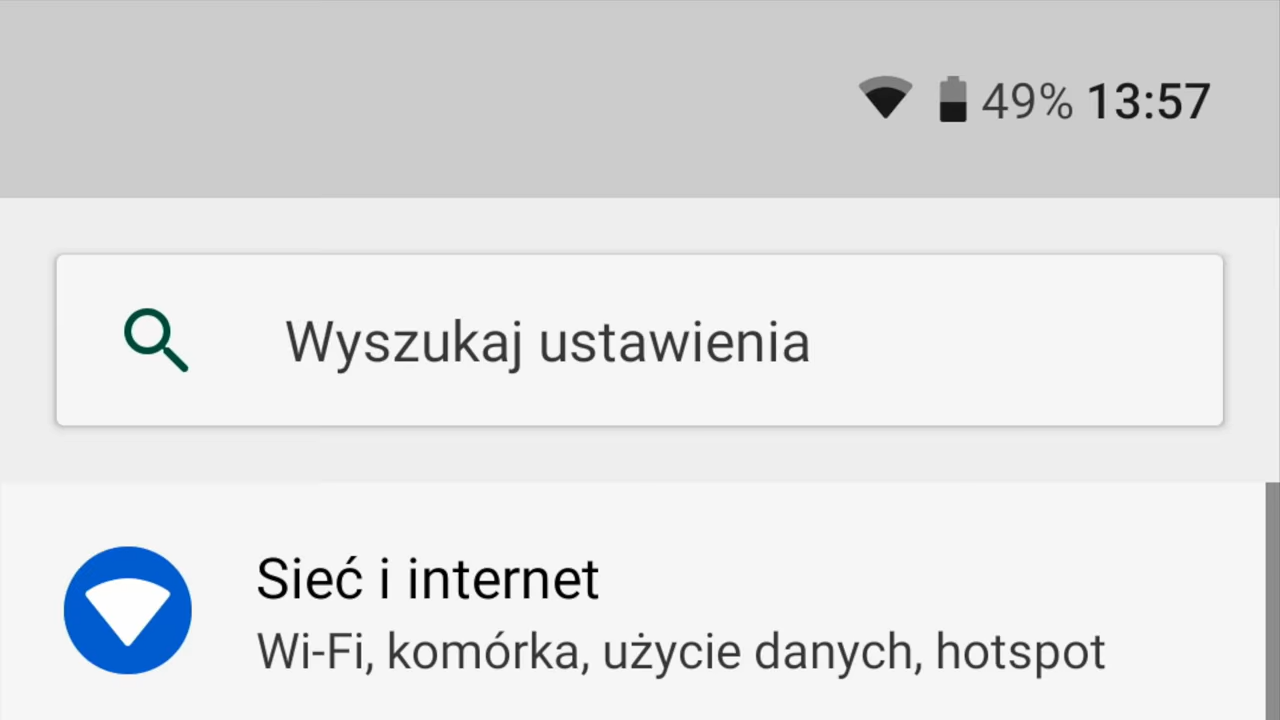 49% 13:57
Wyszukaj ustawienia
Sieć i internet
Wi-Fi, komórka, użycie danych, hotspot